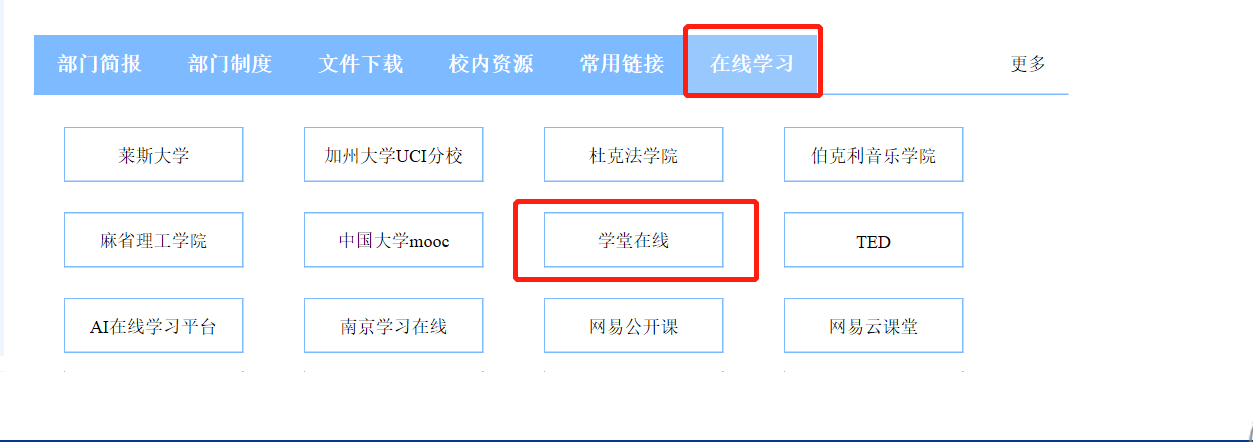 部门简报 部门制度 文件下载 校内资源 常用链接 在线学习 更多
莱斯大学 加州大学UCI分校 杜克法学院 伯克利音乐学院
麻省理工学院 中国大学mooc 学堂在线 TED
AI在线学习平台 南京学习在线 网易公开课 网易云课堂